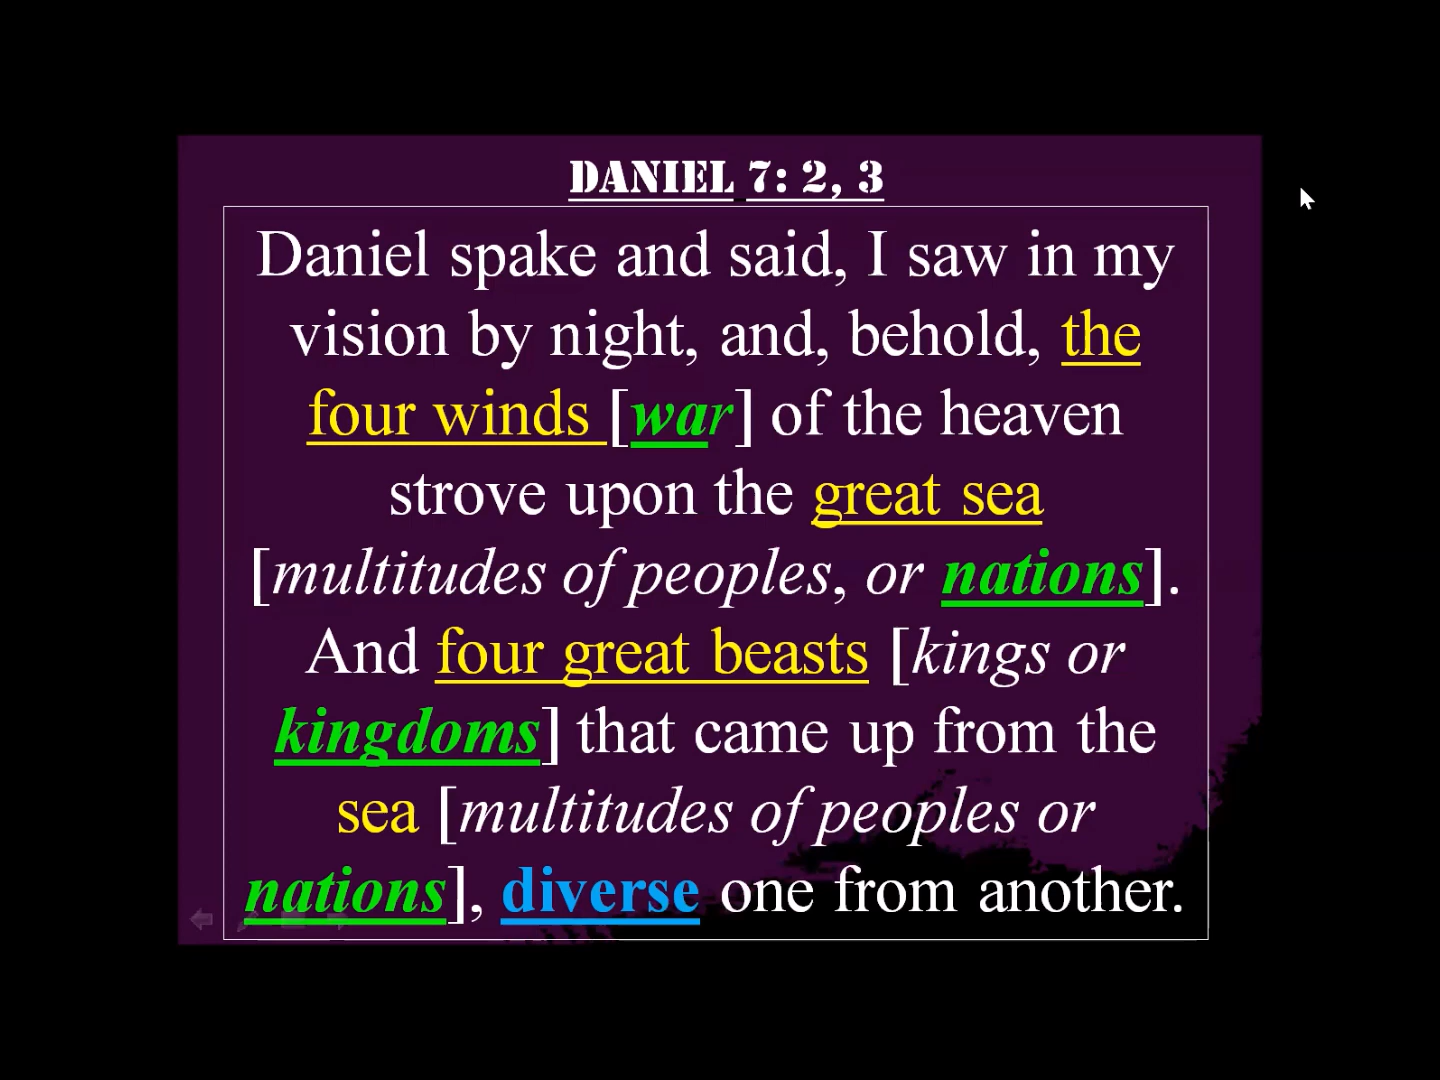 DANIEL 7: 2, 3
Daniel spake and said, I saw in my
vision by night, and, behold, the
four winds [war] of the heaven
strove upon the great sea
[multitudes of peoples, or nations].
And four great beasts [kings or
kingdoms] that came up from the
sea [multitudes of peoples or
nations], diverse one from another.